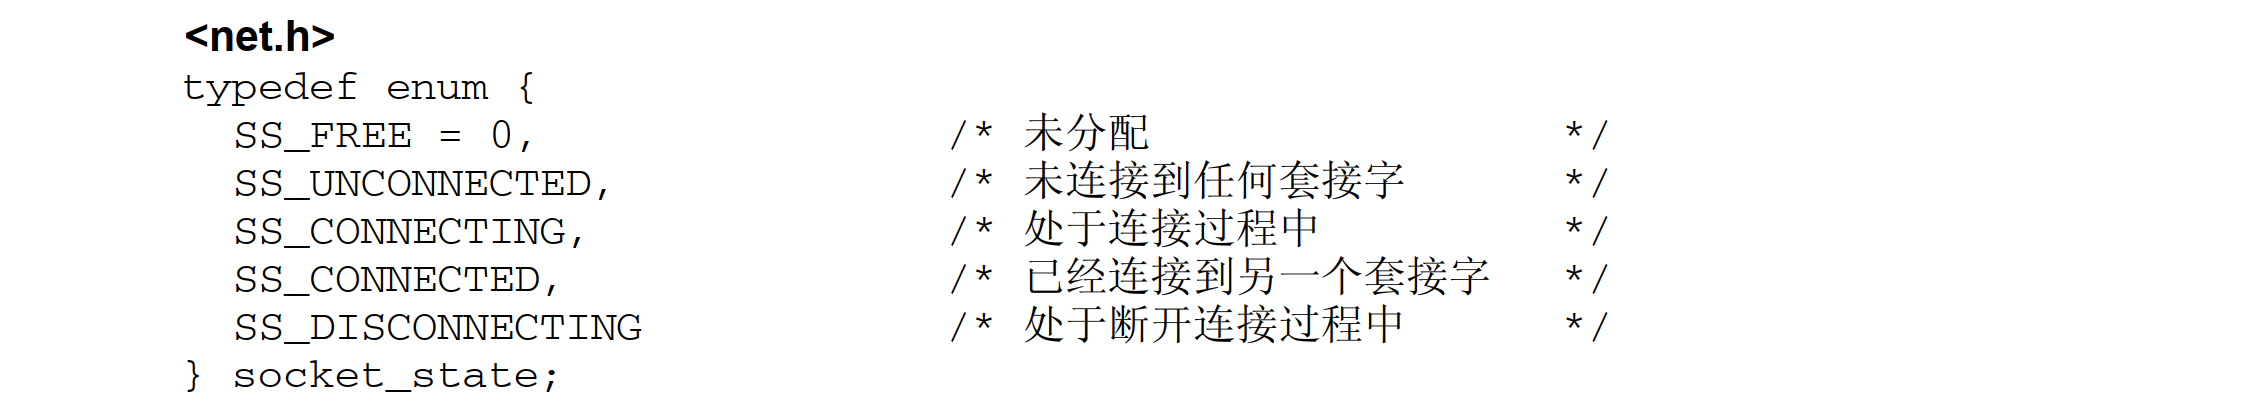 <net.h>
typedef enum {
SS_FREE = 0, /* 未分配 */
SS_UNCONNECTED, /* 未连接到任何套接字 */
SS_CONNECTING, /* 处于连接过程中 */
SS_CONNECTED, /* 已经连接到另一个套接字 */
SS_DISCONNECTING /* 处于断开连接过程中 */
} socket_state;